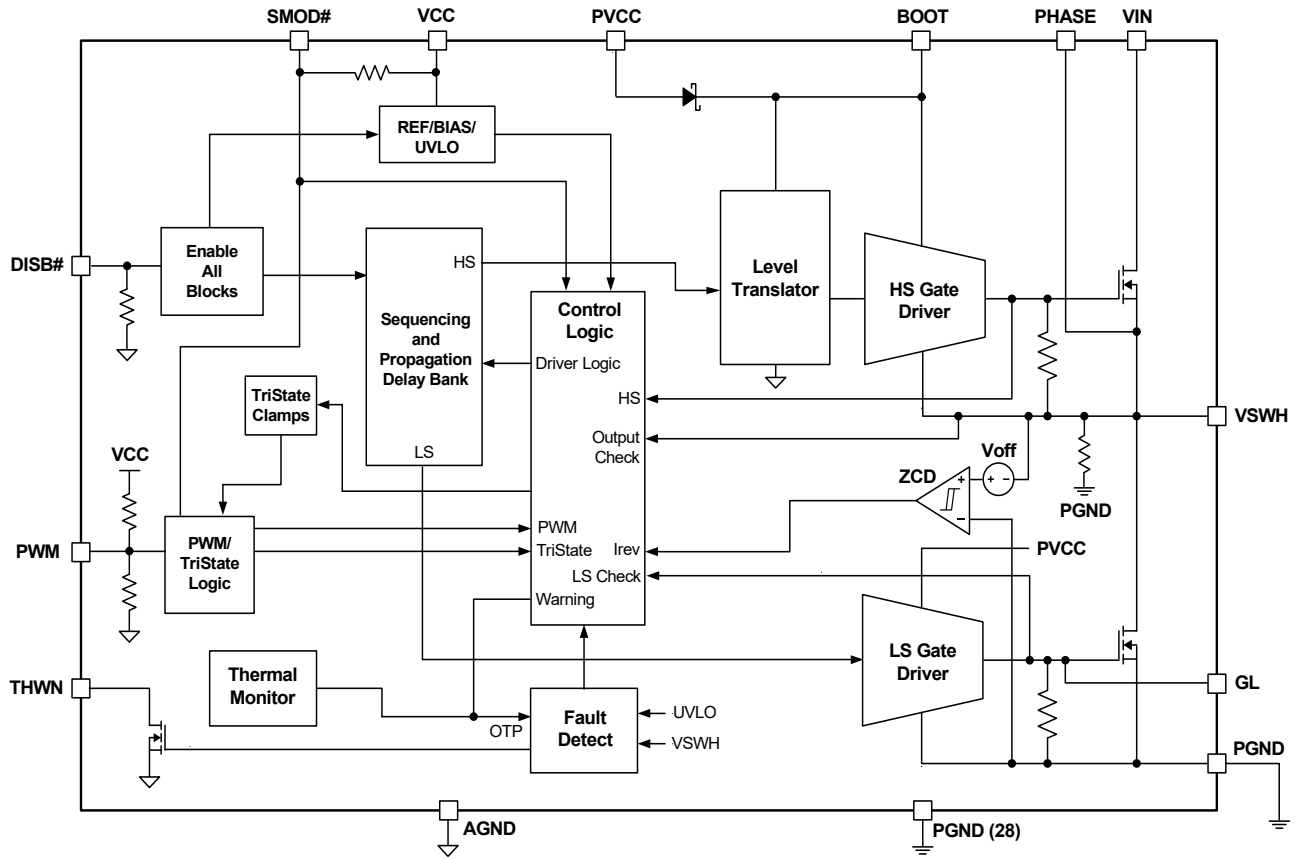 SMOD#
VCC
PVCC
BOOT
PHASE
VIN
REF/BIAS/
UVLO
DISB#
Enable
All
Blocks
HS
Sequencing
and
Propagation
Delay Bank
LS
Control
Logic
Driver Logic
HS
Output
Check
PWM
TriState
Irev
LS Check
Warning
Level
Translator
HS Gate
Driver
VSWH
TriState
Clamps
VCC
PWM
PWM/
TriState
Logic
ZCD
Voff
+
-
+
–
PGND
PVCC
LS Gate
Driver
GL
PGND
THWN
Thermal
Monitor
OTP
Fault
Detect
UVLO
VSWH
AGND
PGND (28)